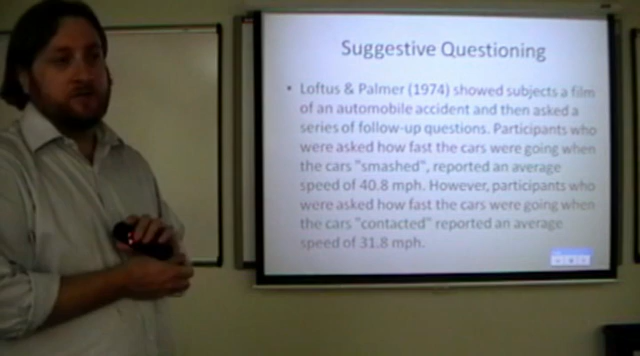 Suggestive Questioning
• Loftus & Palmer (1974) showed subjects a film
of an automobile accident and then asked a
series of follow-up questions. Participants who
were asked how fast the cars were going when
the cars "smashed", reported an average
speed of 40.8 mph. However, participants who
were asked how fast the cars were going when
the cars "contacted" reported an average
speed of 31.8 mph.